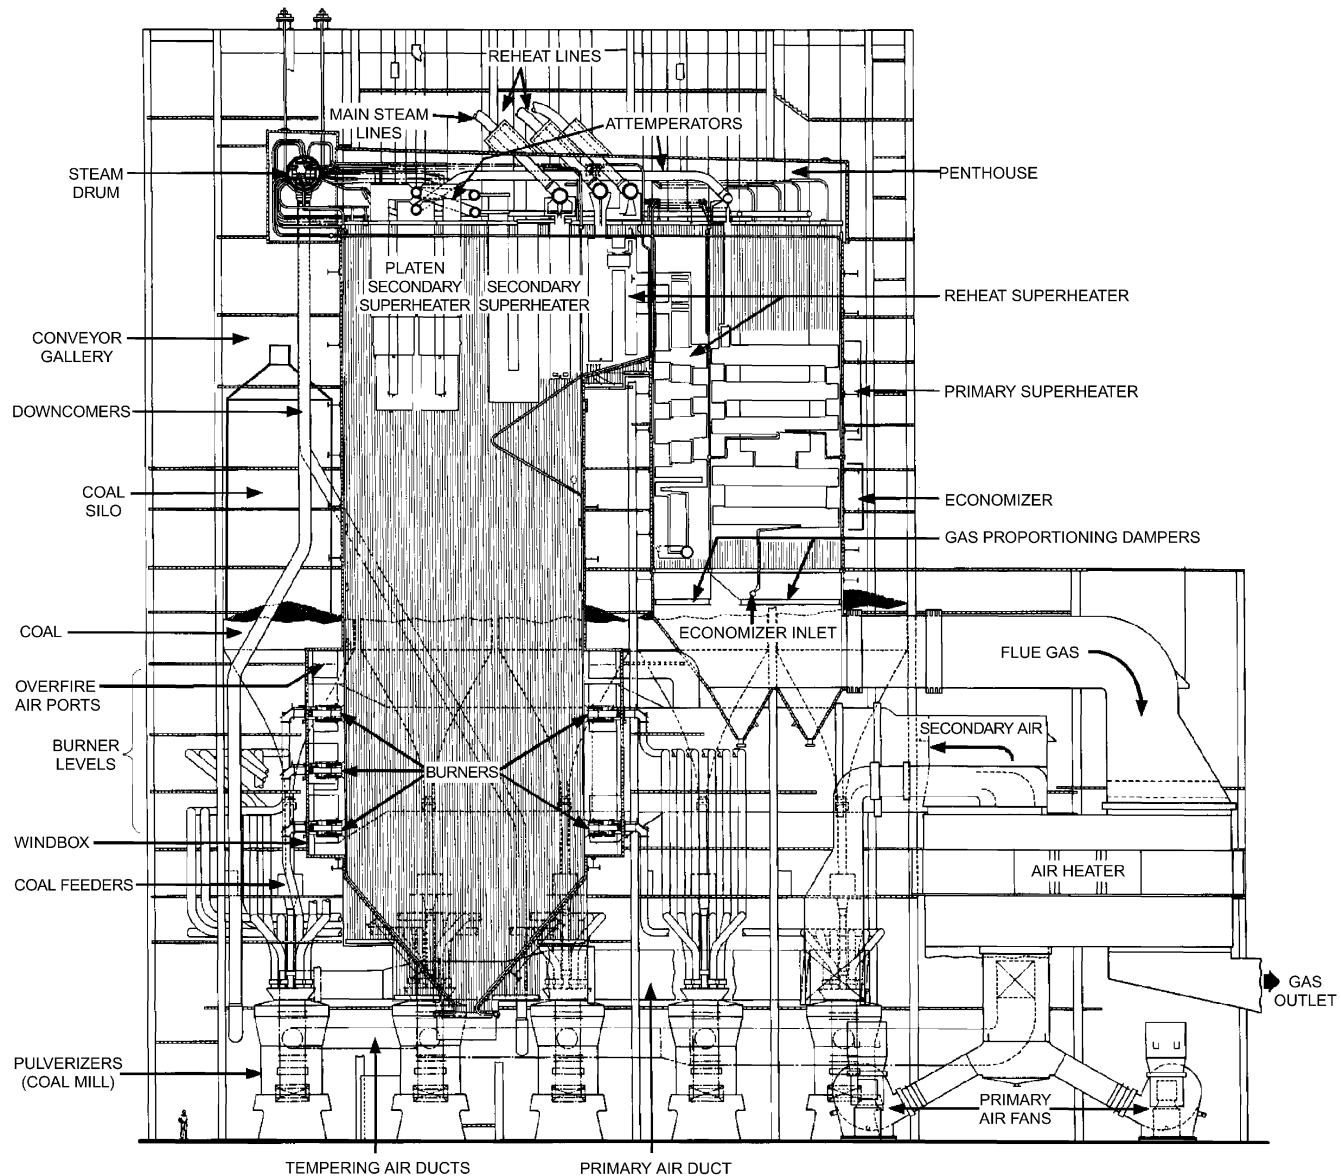 REHEAT LINES
MAIN STEAM
LINES
ATTEMPERATORS
STEAM
DRUM
PENTHOUSE
PLATEN
SECONDARY
SUPERHEATER
SECONDARY
SUPERHEATER
REHEAT SUPERHEATER
CONVEYOR
GALLERY
PRIMARY SUPERHEATER
DOWNCOMERS
COAL
SILO
ECONOMIZER
GAS PROPORTIONING DAMPERS
COAL
ECONOMIZER INLET
FLUE GAS
OVERFIRE
AIR PORTS
SECONDARY AIR
BURNER
LEVELS
BURNERS
WINDBOX
AIR HEATER
COAL FEEDERS
GAS
OUTLET
PULVERIZERS
(COAL MILL)
PRIMARY
AIR FANS
TEMPERING AIR DUCTS
PRIMARY AIR DUCT